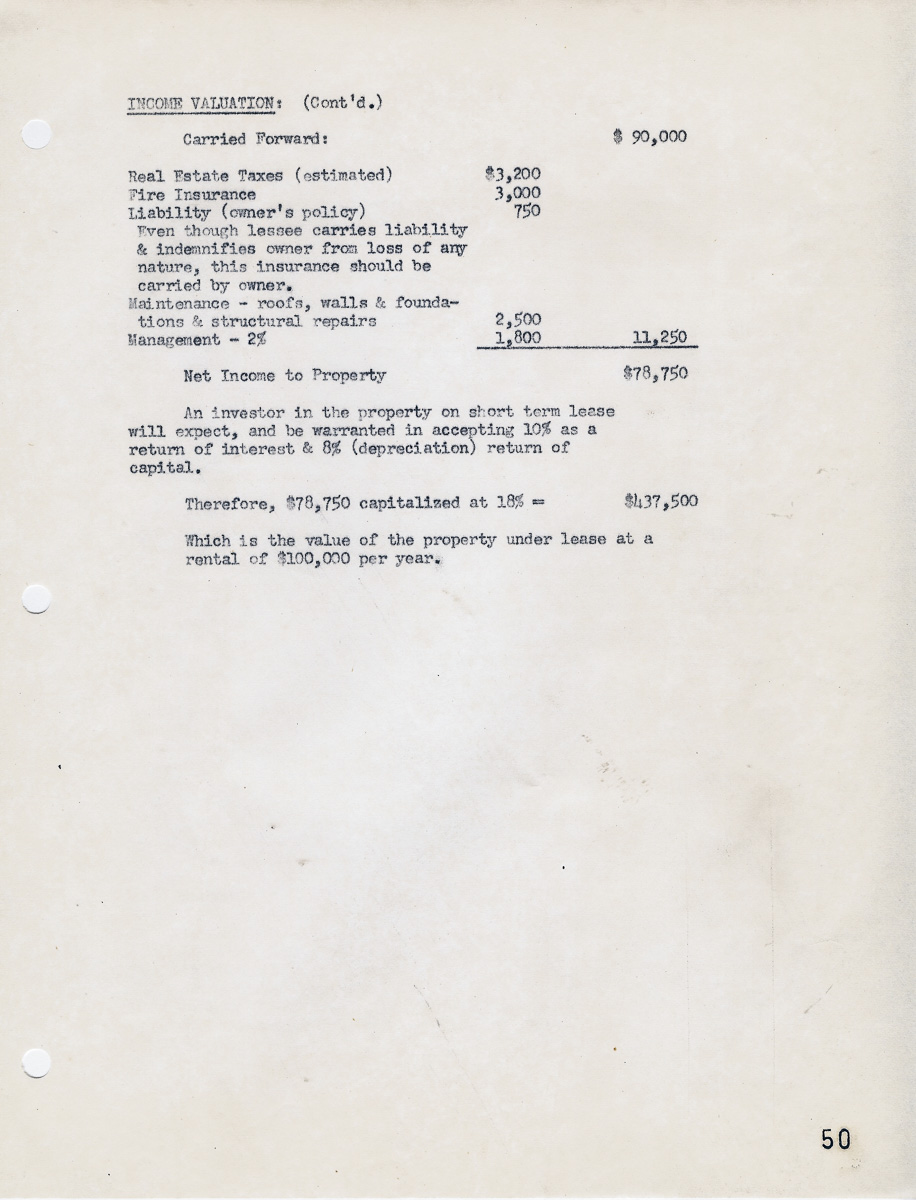 INCOME VALUATION: (Cont'd.)
Carried Forward: $ 90,000
Real Estate Taxes (estimated) $3,200
Fire Insurance 3,000
Liability (owner's policy) 750
Even though lessee carries liability
& indemnifies owner from loss of any
nature, this insurance should be
carried by owner.
Maintenance - roofs, walls & founda-
tions & structural repairs 2,500
Management - 2% 1,800 11,250
Net Income to Property $78,750
An investor in the property on short term lease
will expect, and be warranted in accepting 10% as a
return of interest & 8% (depreciation) return of
capital.
Therefore, $78,750 capitalized at 18% = $437,500
Which is the value of the property under lease at a
rental of $100,000 per year.
50